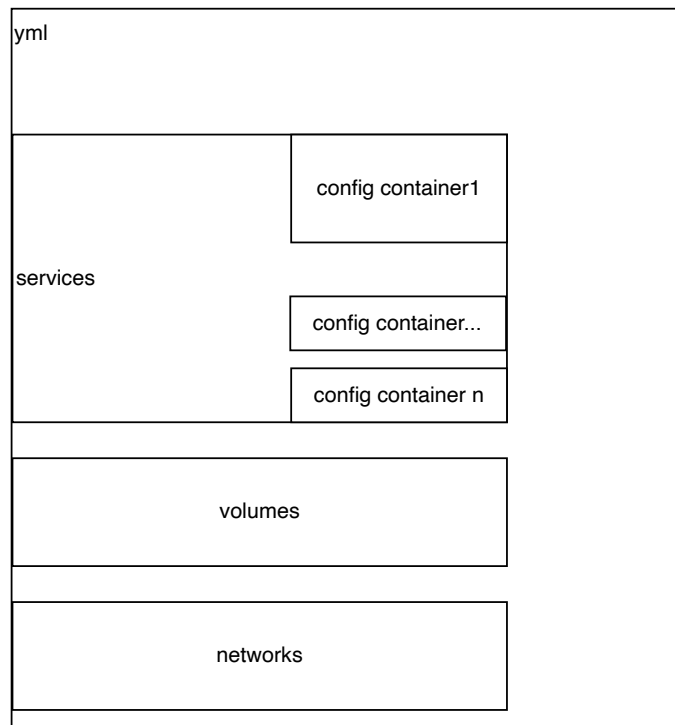 yml
config container1
services
config container...
config container n
volumes
networks